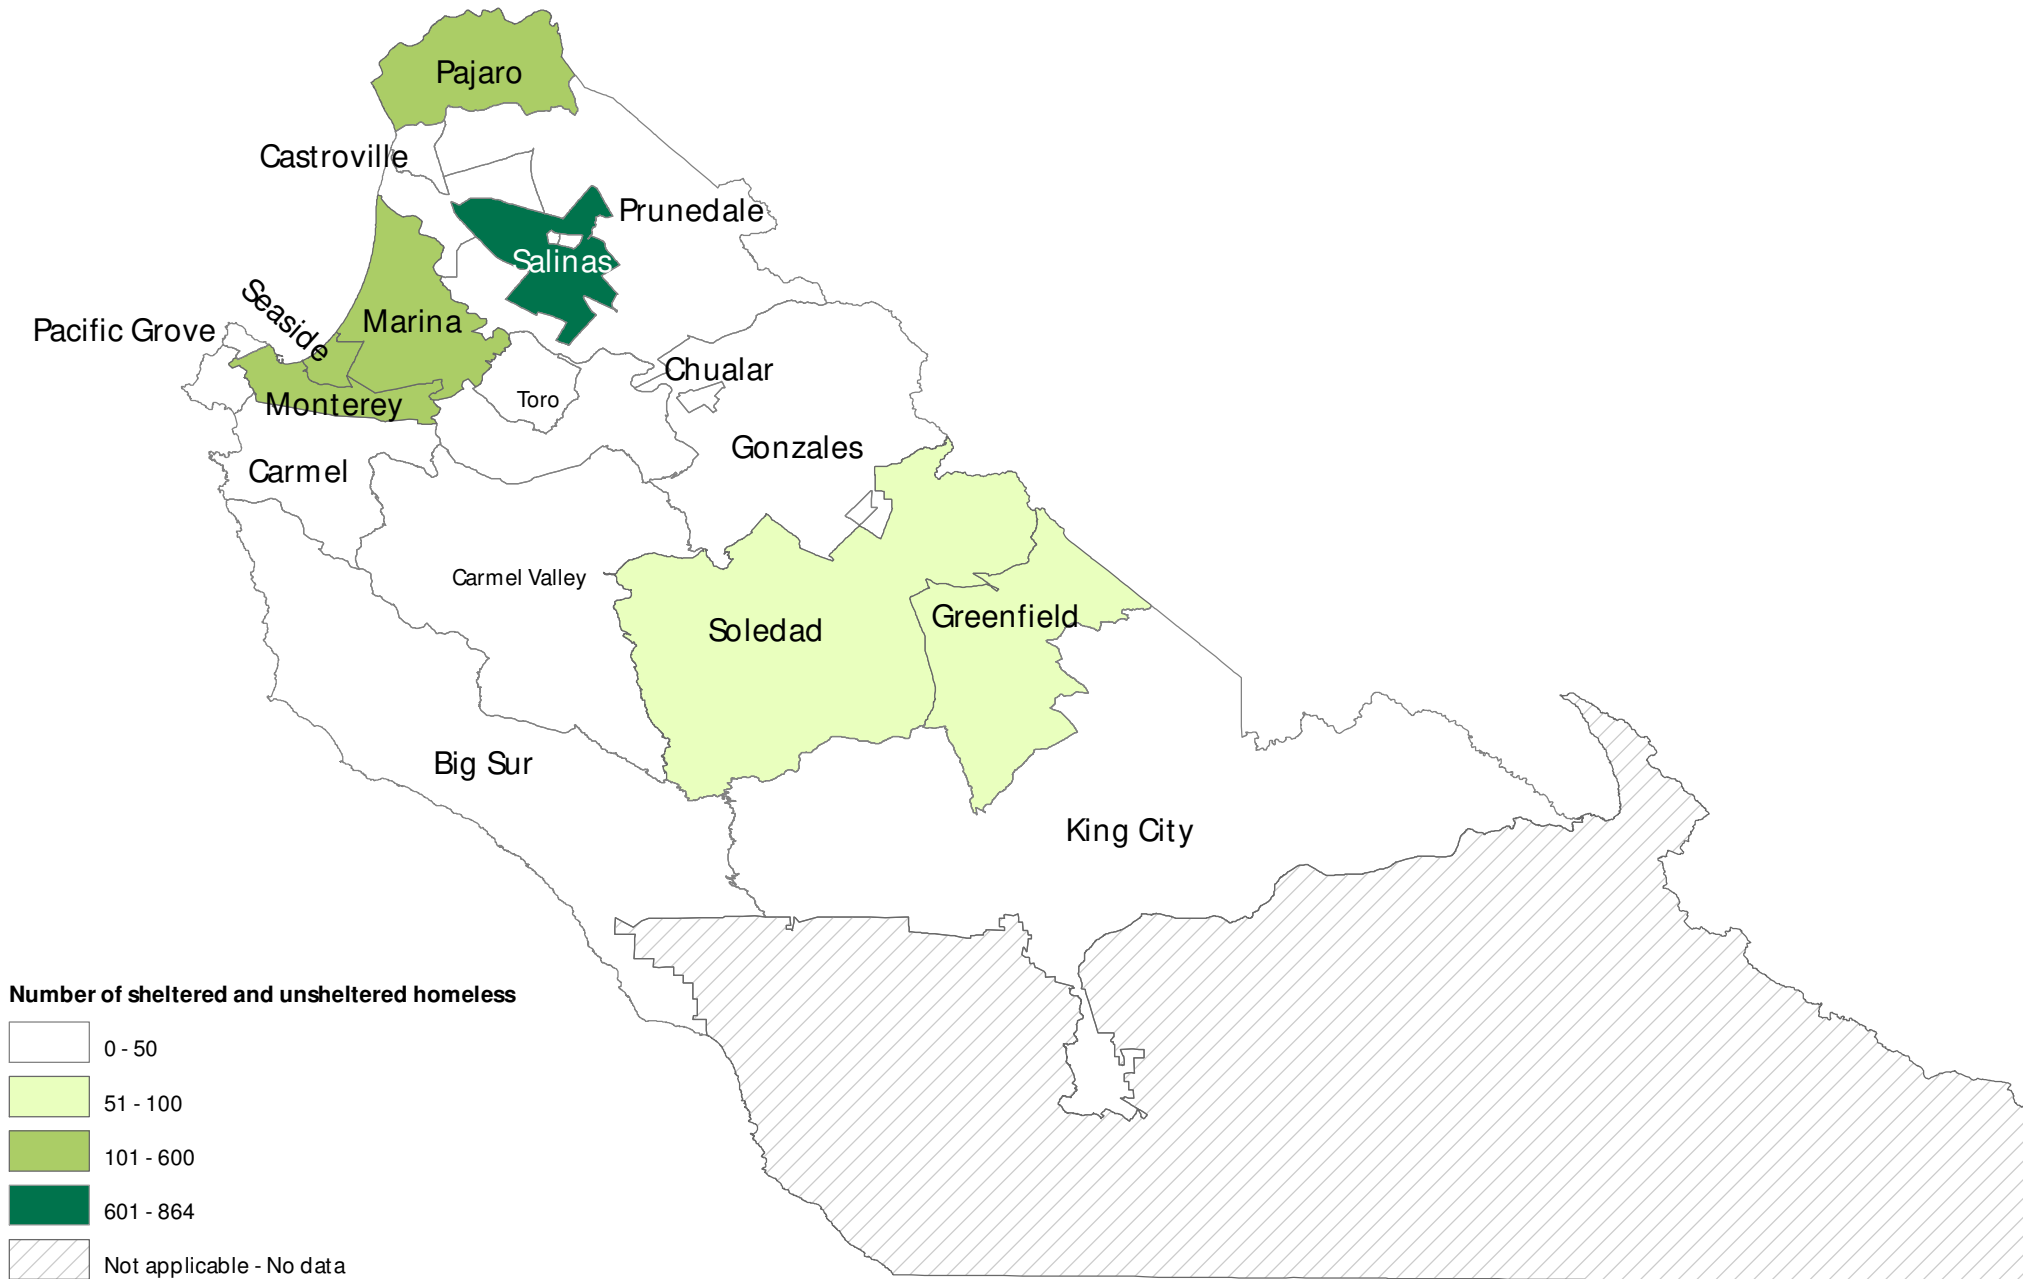 Pajaro
Castroville
Prunedale
Salinas
Seaside
Marina
Pacific Grove
Chualar
Toro
Monterey
Gonzales
Carmel
Carmel Valley
Greenfield
Soledad
Big Sur
King City
Number of sheltered and unsheltered homeless
0 - 50
51 - 100
101 - 600
601 - 864
Not applicable - No data